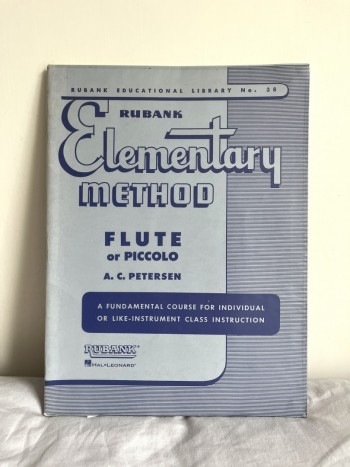 RUBANK EDUCATIONAL LIBRARY No. 38
RUBANK
Elementary
METHOD
FLUTE
or PICCOLO
A. C. PETERSEN
A FUNDAMENTAL COURSE FOR INDIVIDUAL
OR LIKE-INSTRUMENT CLASS INSTRUCTION
RUBANK
HAL•LEONARD